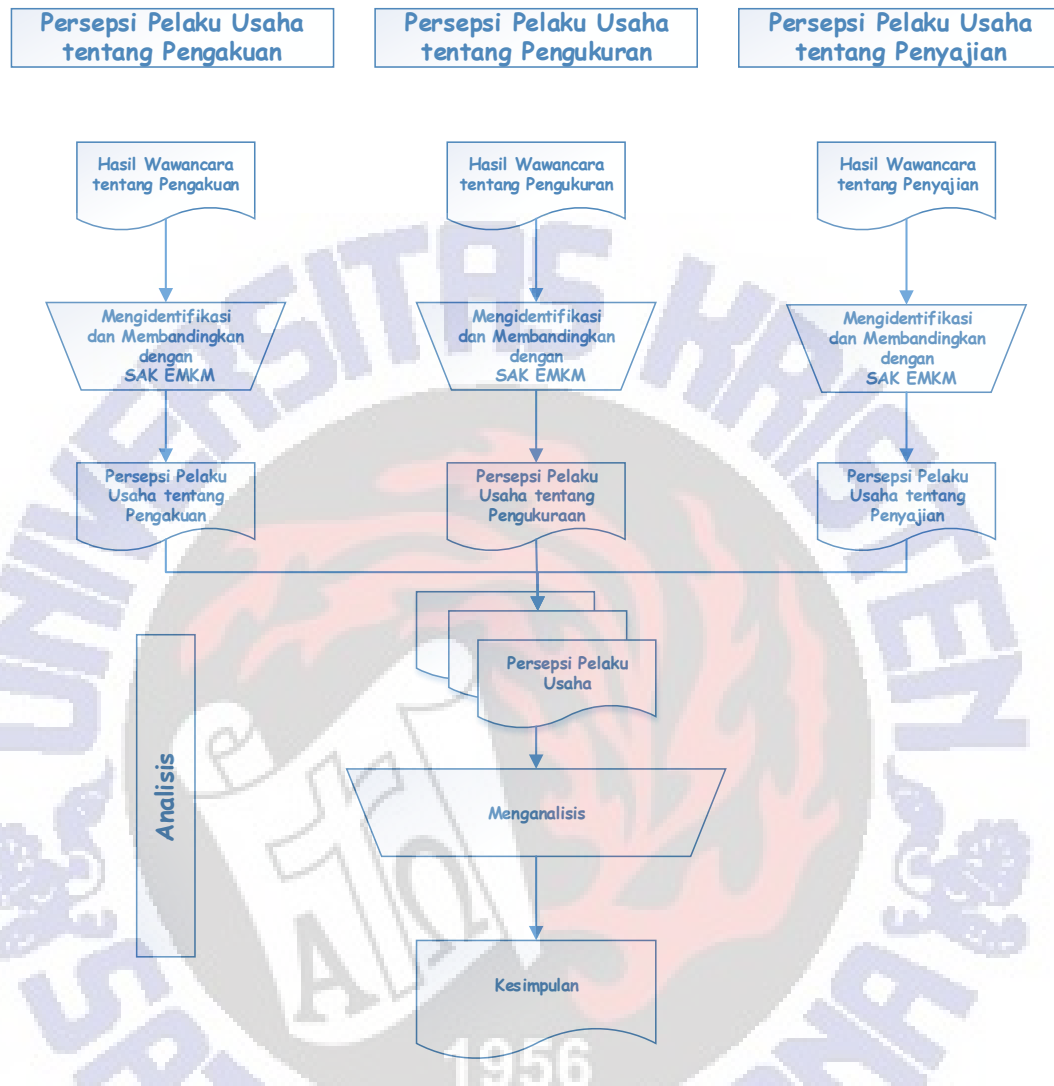 Persepsi Pelaku Usaha
tentang Pengakuan
Persepsi Pelaku Usaha
tentang Pengukuran
Persepsi Pelaku Usaha
tentang Penyajian
Hasil Wawancara
tentang Pengakuan
Hasil Wawancara
tentang Pengukuran
Hasil Wawancara
tentang Penyajian
Mengidentifikasi
dan Membandingkan
dengan
SAK EMKM
Mengidentifikasi
dan Membandingkan
dengan
SAK EMKM
Mengidentifikasi
dan Membandingkan
dengan
SAK EMKM
Persepsi Pelaku
Usaha tentang
Pengakuan
Persepsi Pelaku
Usaha tentang
Pengukuraan
Persepsi Pelaku
Usaha tentang
Penyajian
Persepsi Pelaku
Usaha
Analisis
Menganalisis
Kesimpulan
UNIVERSITAS KRISTEN
1956